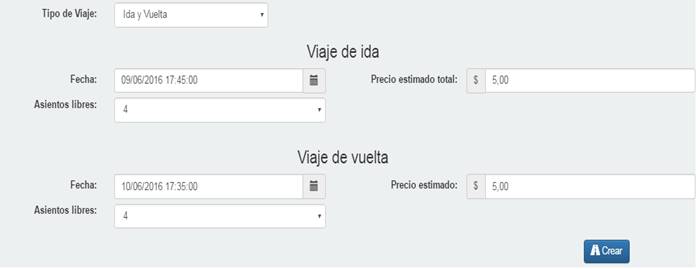 Tipo de Viaje: Ida y Vuelta
Viaje de ida
Fecha: 09/06/2016 17:45:00 Precio estimado total: $ 5,00
Asientos libres: 4
Viaje de vuelta
Fecha: 10/06/2016 17:35:00 Precio estimado: $ 5,00
Asientos libres: 4
Crear